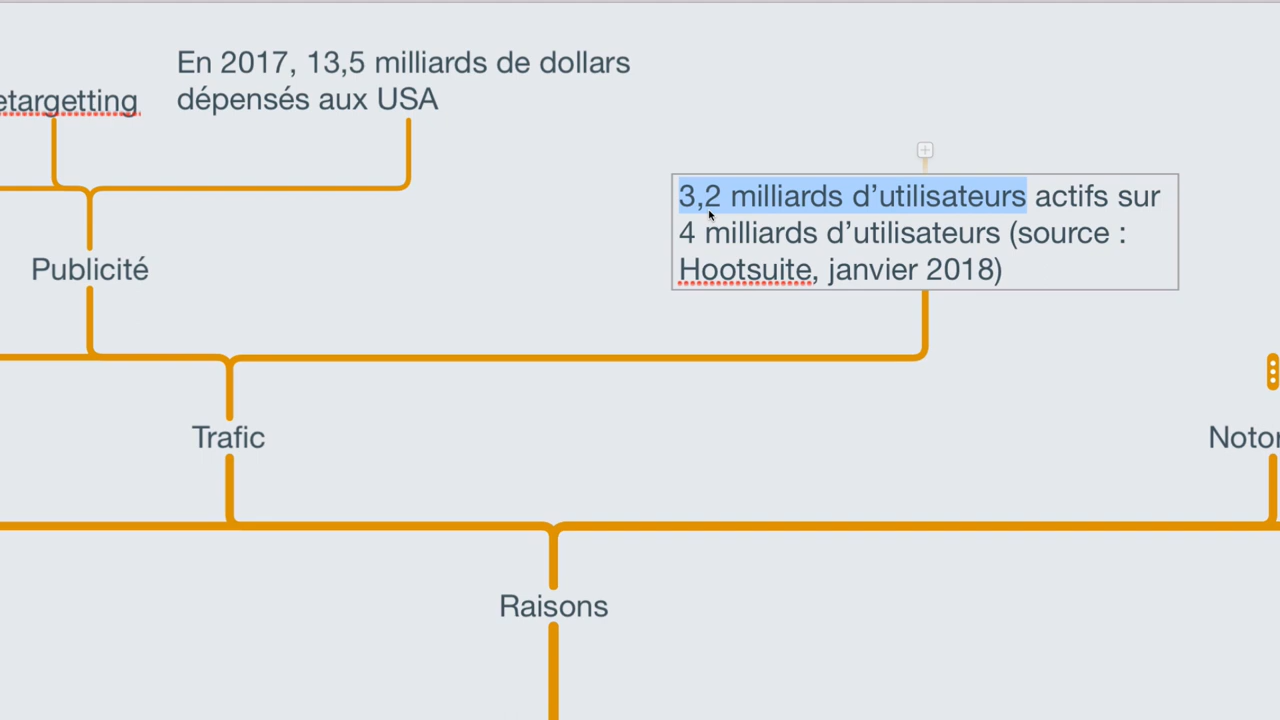 En 2017, 13,5 milliards de dollars
dépensés aux USA
etargetting
3,2 milliards d’utilisateurs actifs sur
4 milliards d’utilisateurs (source :
Hootsuite, janvier 2018)
Publicité
Trafic
Notor
Raisons